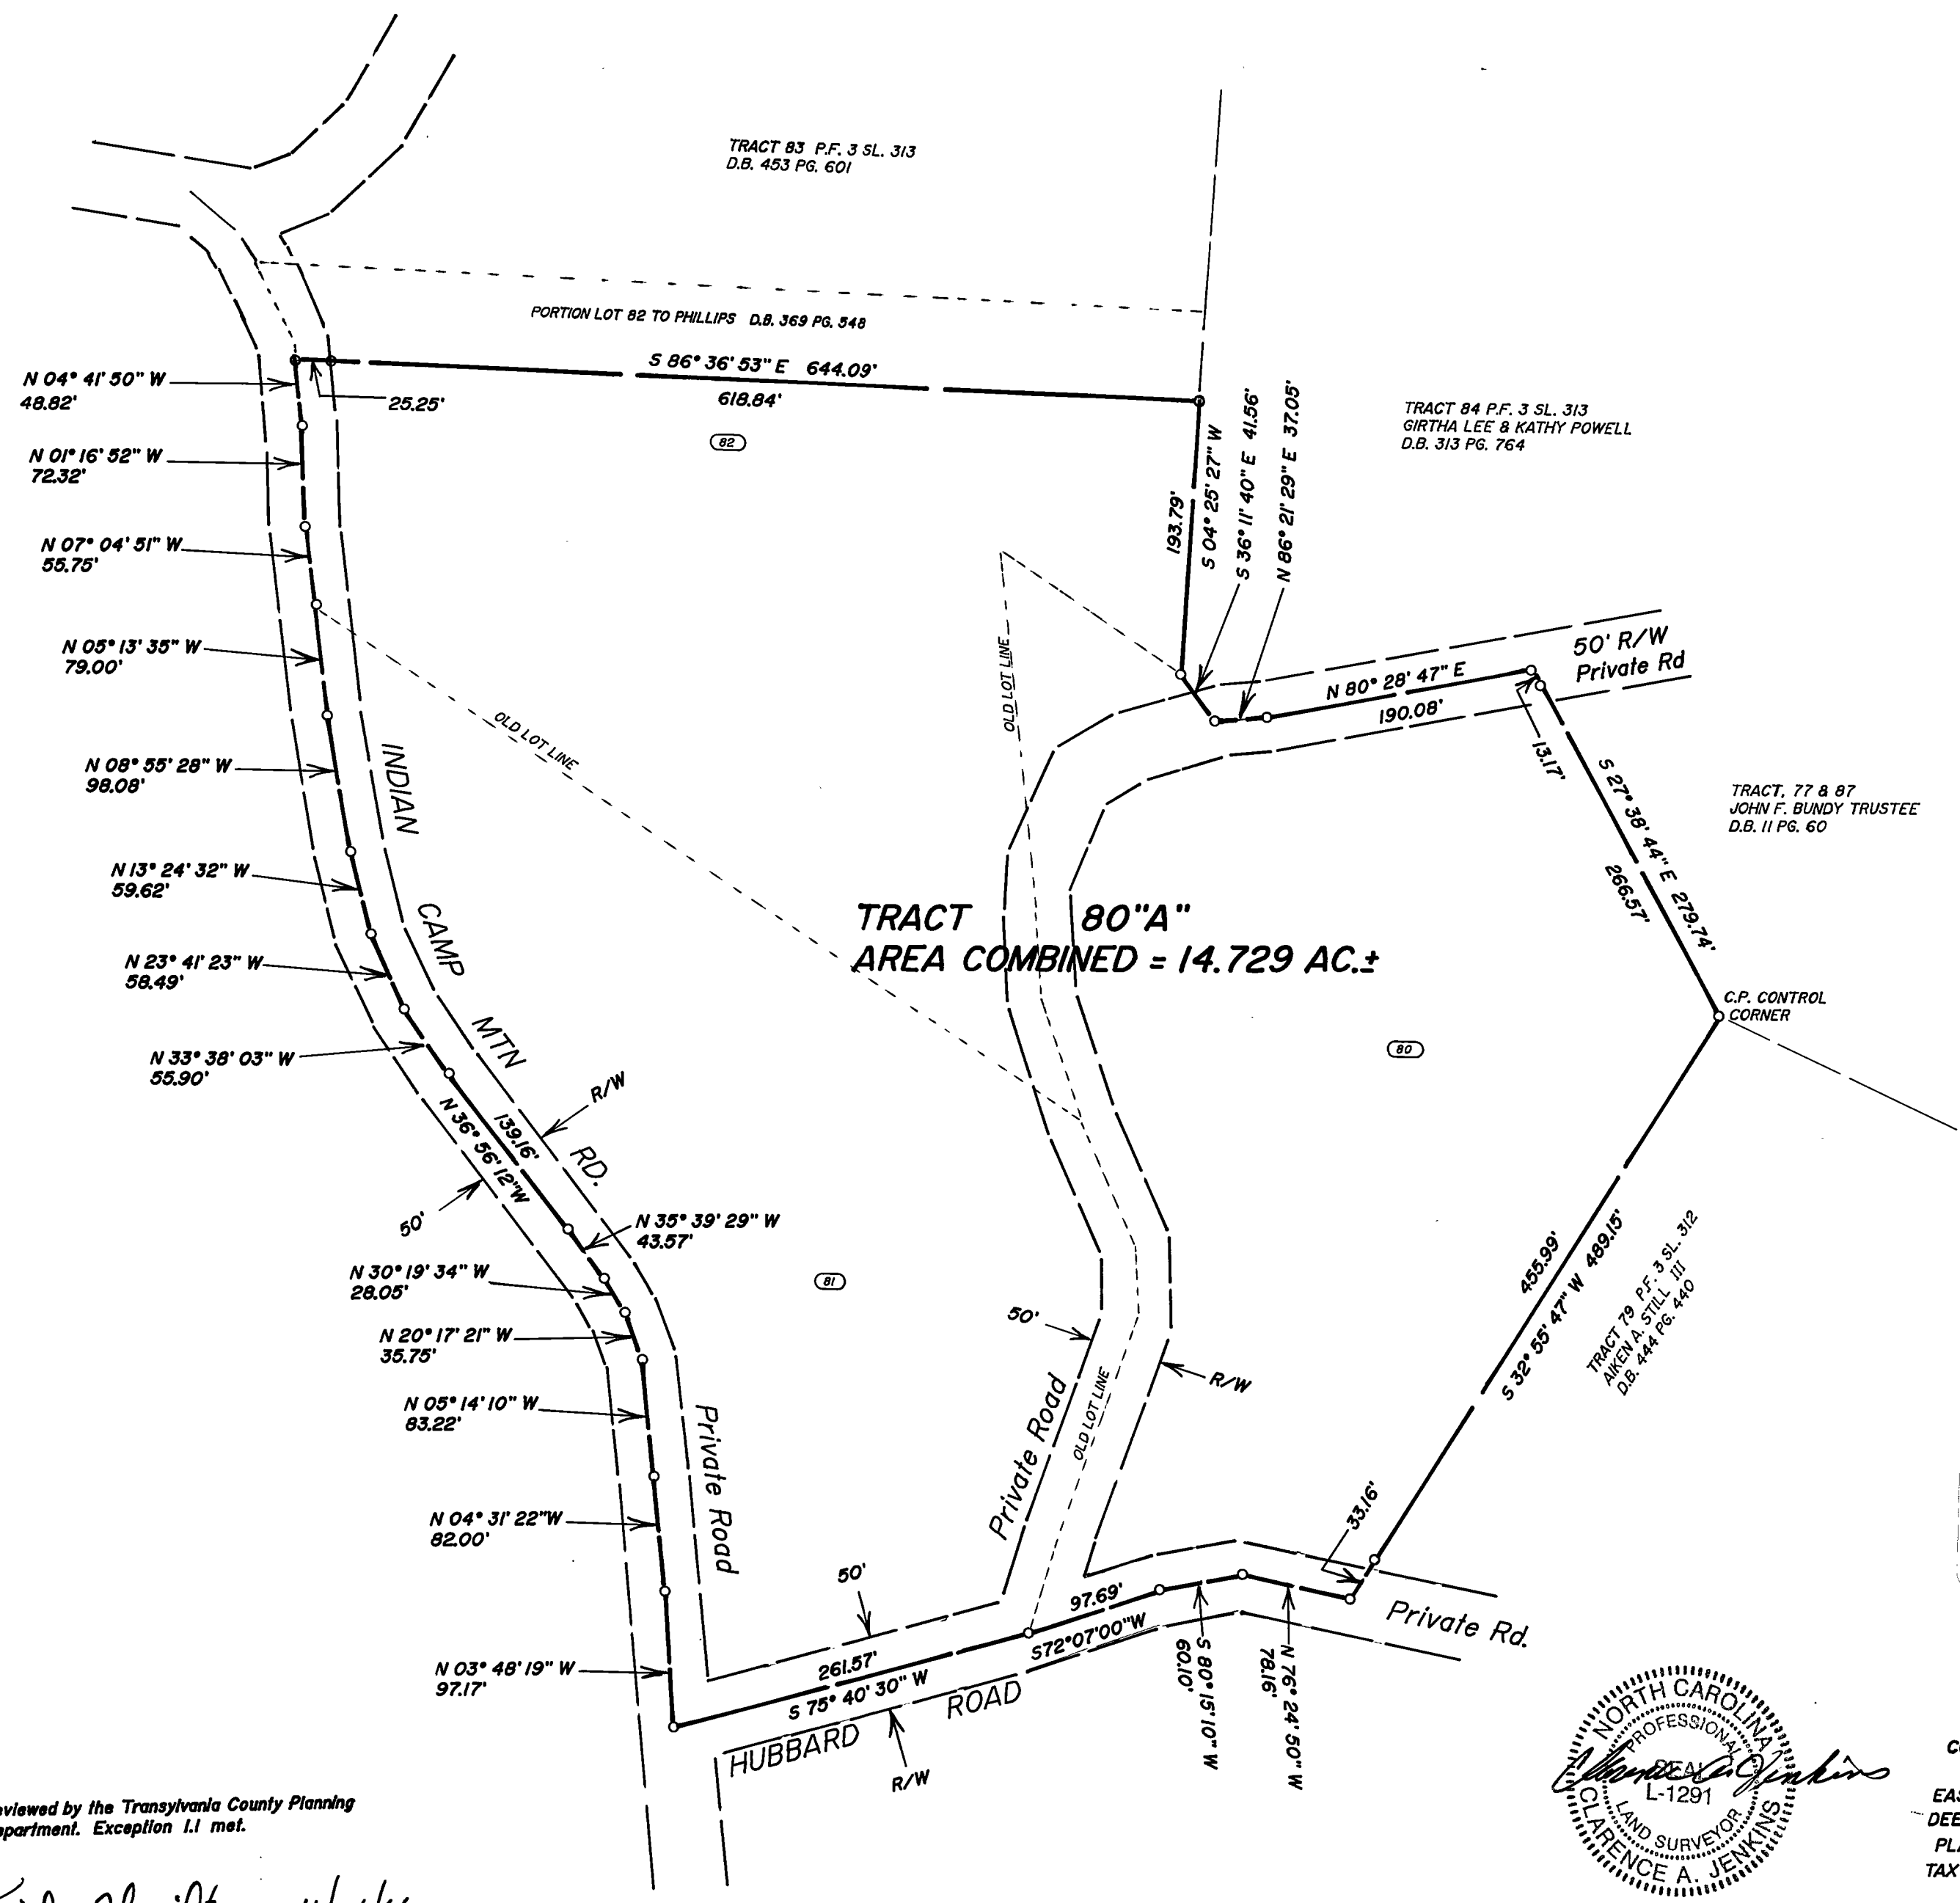 TRACT 83 P.F. 3 SL. 313
D.B. 453 PG. 601
PORTION LOT 82 TO PHILLIPS D.B. 369 PG. 548
S 86° 36' 53" E 644.09'
618.84'
25.25'
82
N 04° 41' 50" W
48.82'
N 01° 16' 52" W
72.32'
N 07° 04' 51" W
55.75'
N 05° 13' 35" W
79.00'
N 08° 55' 28" W
98.08'
N 13° 24' 32" W
59.62'
N 23° 41' 23" W
58.49'
N 33° 38' 03" W
55.90'
N 36° 56' 12" W
139.16'
N 35° 39' 29" W
43.57'
N 30° 19' 34" W
28.05'
N 20° 17' 21" W
35.75'
N 05° 14' 10" W
83.22'
N 04° 31' 22" W
82.00'
N 03° 48' 19" W
97.17'
INDIAN
CAMP
MTN
RD.
R/W
50'
Private Road
OLD LOT LINE
OLD LOT LINE
193.79'
S 04° 25' 27" W
S 36° 11' 40" E 41.56'
N 86° 21' 29" E 37.05'
TRACT 84 P.F. 3 SL. 313
GIRTHA LEE & KATHY POWELL
D.B. 313 PG. 764
50' R/W
Private Rd
N 80° 28' 47" E
190.08'
13.17'
S 27° 38' 44" E 279.74'
266.57'
TRACT, 77 & 87
JOHN F. BUNDY TRUSTEE
D.B. 11 PG. 60
TRACT 80"A"
AREA COMBINED = 14.729 AC.±
C.P. CONTROL
CORNER
80
81
455.99'
S 32° 55' 47" W 489.15'
TRACT 79 P.F. 3 SL. 312
AIKEN A. STILL III
D.B. 444 PG. 440
50'
R/W
Private Road
OLD LOT LINE
33.16'
Private Rd.
50'
97.69'
S72°07'00"W
261.57'
S 75° 40' 30" W
S 80° 15' 10" W
60.10'
N 76° 24' 50" W
78.16'
HUBBARD ROAD
R/W
viewed by the Transylvania County Planning
partment. Exception 1.1 met.
NORTH CAROLINA
PROFESSIONAL
SEAL
L-1291
LAND SURVEYOR
CLARENCE A. JENKINS
Clarence A. Jenkins
EAS
DEE
PL
TAX